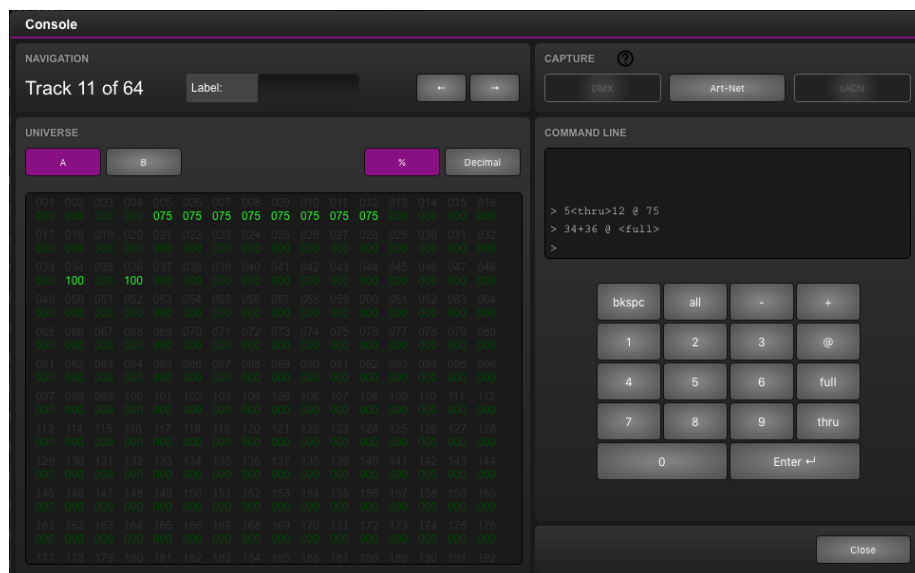 Console
NAVIGATION
Track 11 of 64
Label:
← →
CAPTURE ?
DMX Art-Net sACN
UNIVERSE
A B % Decimal
001 002 003 004 005 006 007 008 009 010 011 012 013 014 015 016
000 000 000 000 075 075 075 075 075 075 075 075 000 000 000 000
017 018 019 020 021 022 023 024 025 026 027 028 029 030 031 032
000 000 000 000 000 000 000 000 000 000 000 000 000 000 000 000
033 034 035 036 037 038 039 040 041 042 043 044 045 046 047 048
000 100 000 100 000 000 000 000 000 000 000 000 000 000 000 000
049 050 051 052 053 054 055 056 057 058 059 060 061 062 063 064
000 000 000 000 000 000 000 000 000 000 000 000 000 000 000 000
065 066 067 068 069 070 071 072 073 074 075 076 077 078 079 080
000 000 000 000 000 000 000 000 000 000 000 000 000 000 000 000
081 082 083 084 085 086 087 088 089 090 091 092 093 094 095 096
000 000 000 000 000 000 000 000 000 000 000 000 000 000 000 000
097 098 099 100 101 102 103 104 105 106 107 108 109 110 111 112
000 000 000 000 000 000 000 000 000 000 000 000 000 000 000 000
113 114 115 116 117 118 119 120 121 122 123 124 125 126 127 128
000 000 000 000 000 000 000 000 000 000 000 000 000 000 000 000
129 130 131 132 133 134 135 136 137 138 139 140 141 142 143 144
000 000 000 000 000 000 000 000 000 000 000 000 000 000 000 000
145 146 147 148 149 150 151 152 153 154 155 156 157 158 159 160
000 000 000 000 000 000 000 000 000 000 000 000 000 000 000 000
161 162 163 164 165 166 167 168 169 170 171 172 173 174 175 176
000 000 000 000 000 000 000 000 000 000 000 000 000 000 000 000
177 178 179 180 181 182 183 184 185 186 187 188 189 190 191 192
COMMAND LINE
> 5<thru>12 @ 75
> 34+36 @ <full>
>
bkspc all - +
1 2 3 @
4 5 6 full
7 8 9 thru
0 Enter ↵
Close